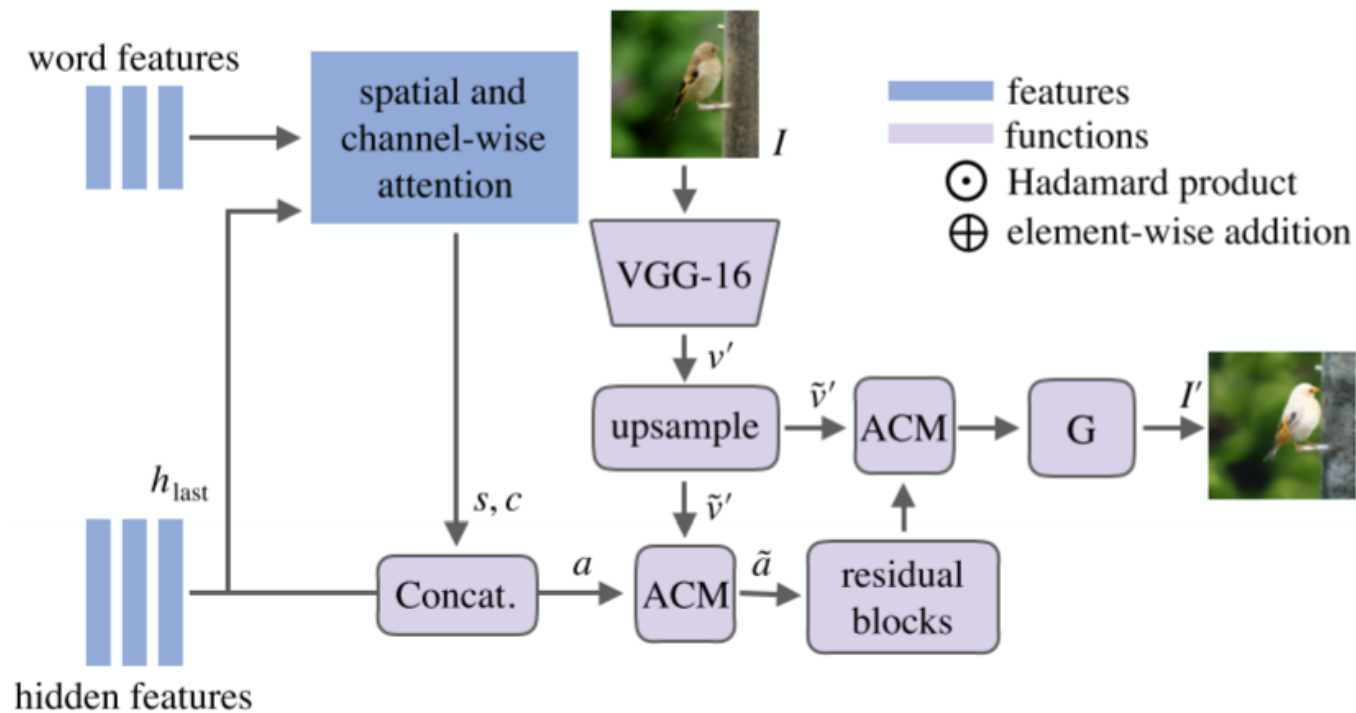 word features
spatial and
channel-wise
attention
I
features
functions
⊙ Hadamard product
⊕ element-wise addition
VGG-16
v′
upsample
ṽ′
ACM
G
I′
h_last
s, c
ṽ′
Concat.
a
ACM
ã
residual
blocks
hidden features